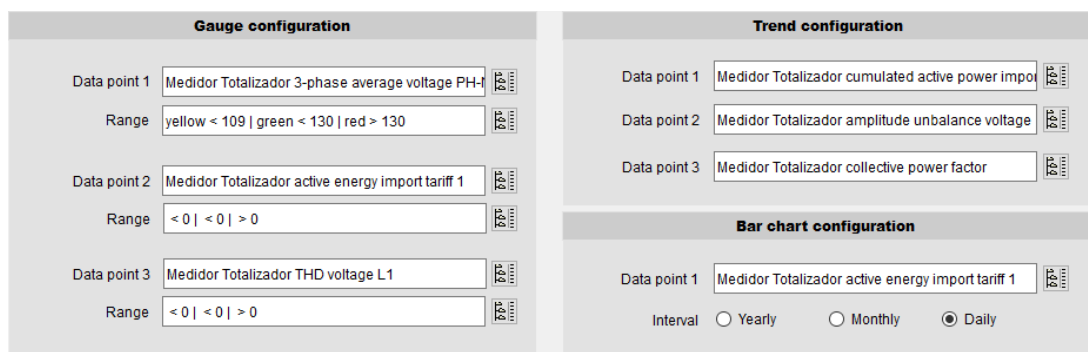 Gauge configuration
Data point 1 Medidor Totalizador 3-phase average voltage PH-
Range yellow < 109 | green < 130 | red > 130
Data point 2 Medidor Totalizador active energy import tariff 1
Range < 0 | < 0 | > 0
Data point 3 Medidor Totalizador THD voltage L1
Range < 0 | < 0 | > 0
Trend configuration
Data point 1 Medidor Totalizador cumulated active power impor
Data point 2 Medidor Totalizador amplitude unbalance voltage
Data point 3 Medidor Totalizador collective power factor
Bar chart configuration
Data point 1 Medidor Totalizador active energy import tariff 1
Interval Yearly Monthly Daily